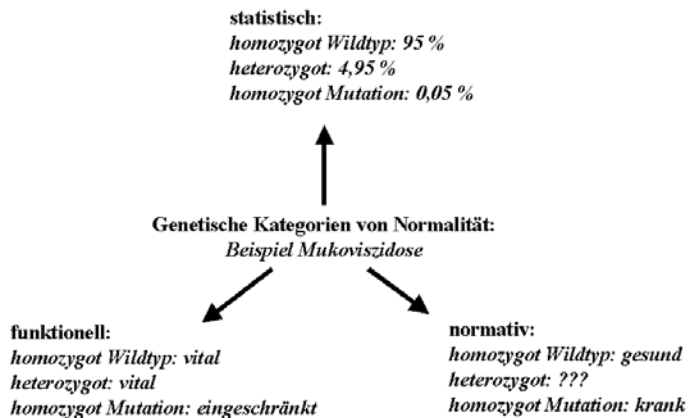 statistisch:
homozygot Wildtyp: 95 %
heterozygot: 4,95 %
homozygot Mutation: 0,05 %
Genetische Kategorien von Normalität:
Beispiel Mukoviszidose
funktionell:
homozygot Wildtyp: vital
heterozygot: vital
homozygot Mutation: eingeschränkt
normativ:
homozygot Wildtyp: gesund
heterozygot: ???
homozygot Mutation: krank